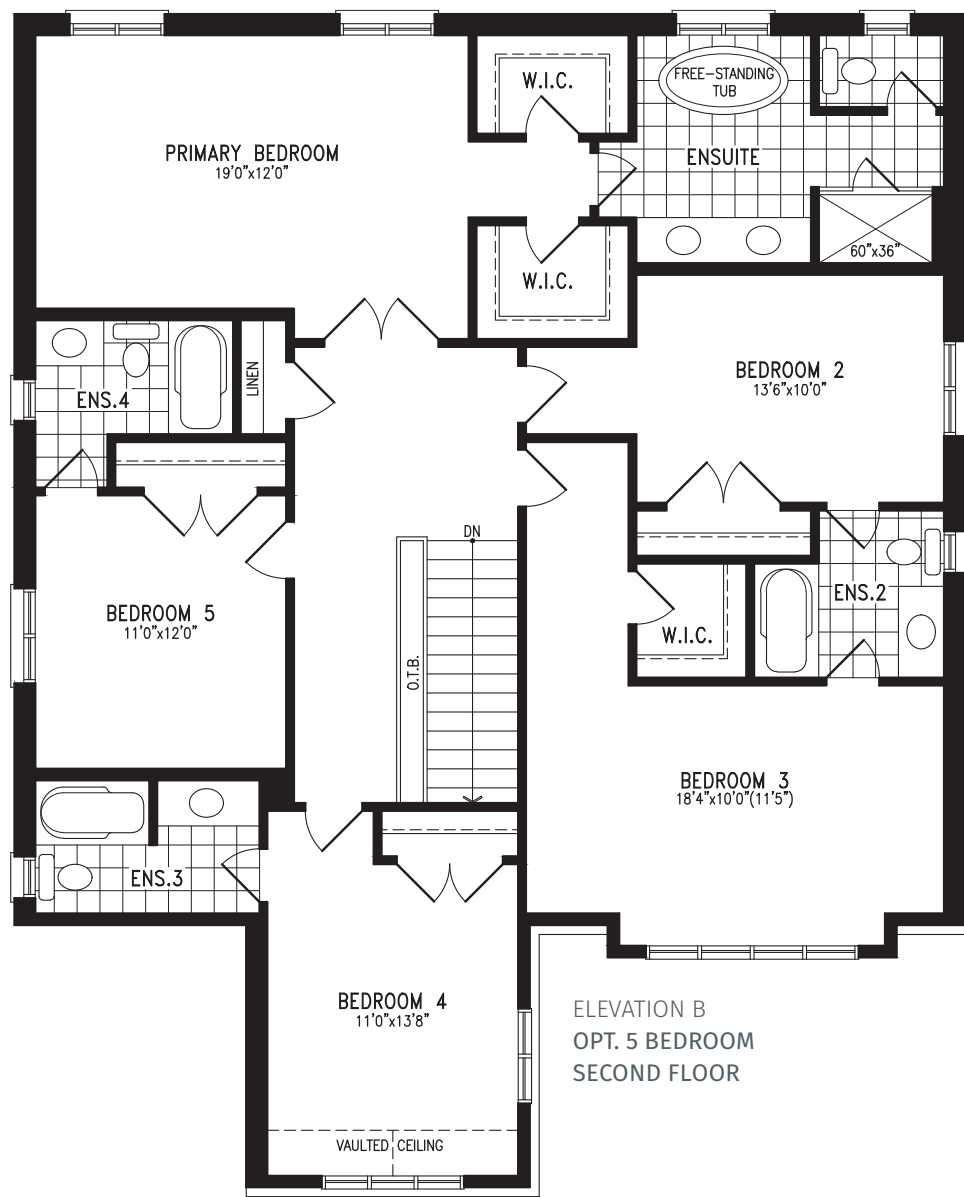 W.I.C.
FREE-STANDING
TUB
PRIMARY BEDROOM
19'0"x12'0"
ENSUITE
60"x36"
W.I.C.
LINEN
BEDROOM 2
13'6"x10'0"
ENS.4
DN
ENS.2
BEDROOM 5
11'0"x12'0"
W.I.C.
O.T.B.
BEDROOM 3
18'4"x10'0"(11'5")
ENS.3
BEDROOM 4
11'0"x13'8"
VAULTED CEILING
ELEVATION B
OPT. 5 BEDROOM
SECOND FLOOR